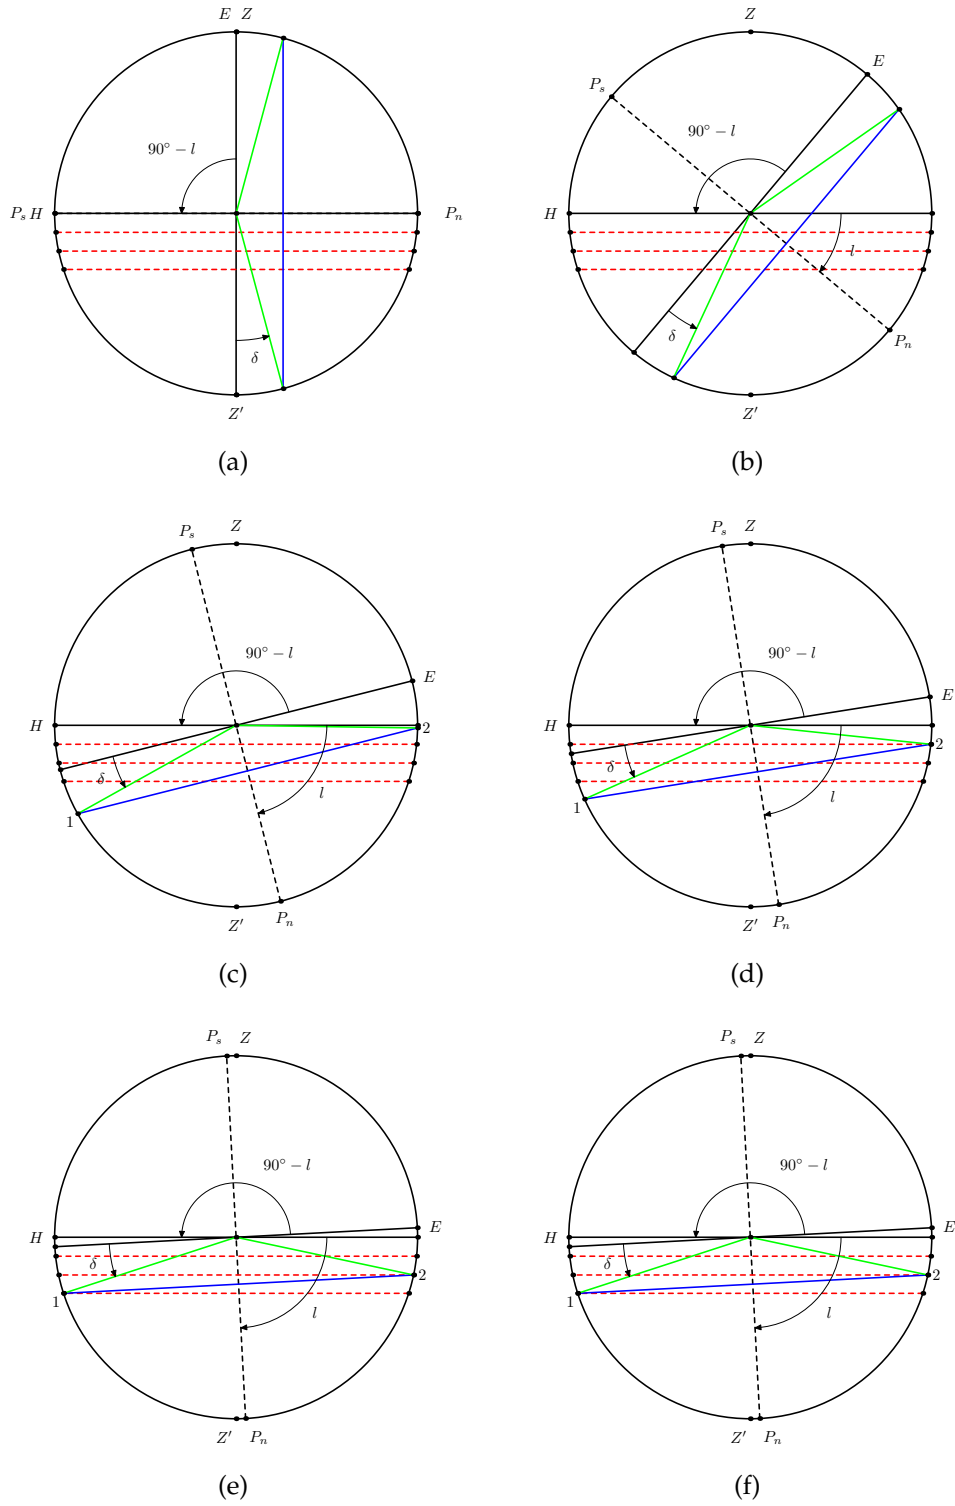 E Z
90° − l
P_s H P_n
δ
Z′
(a)
Z
E
P_s
90° − l
H
l
δ
P_n
Z′
(b)
P_s Z
90° − l
E
H
2
δ
l
1
P_n
Z′
(c)
P_s Z
90° − l
E
H
2
δ
l
1
P_n
Z′
(d)
P_s Z
90° − l
E
H
δ
2
1
l
Z′ P_n
(e)
P_s Z
90° − l
E
H
δ
2
1
l
Z′ P_n
(f)